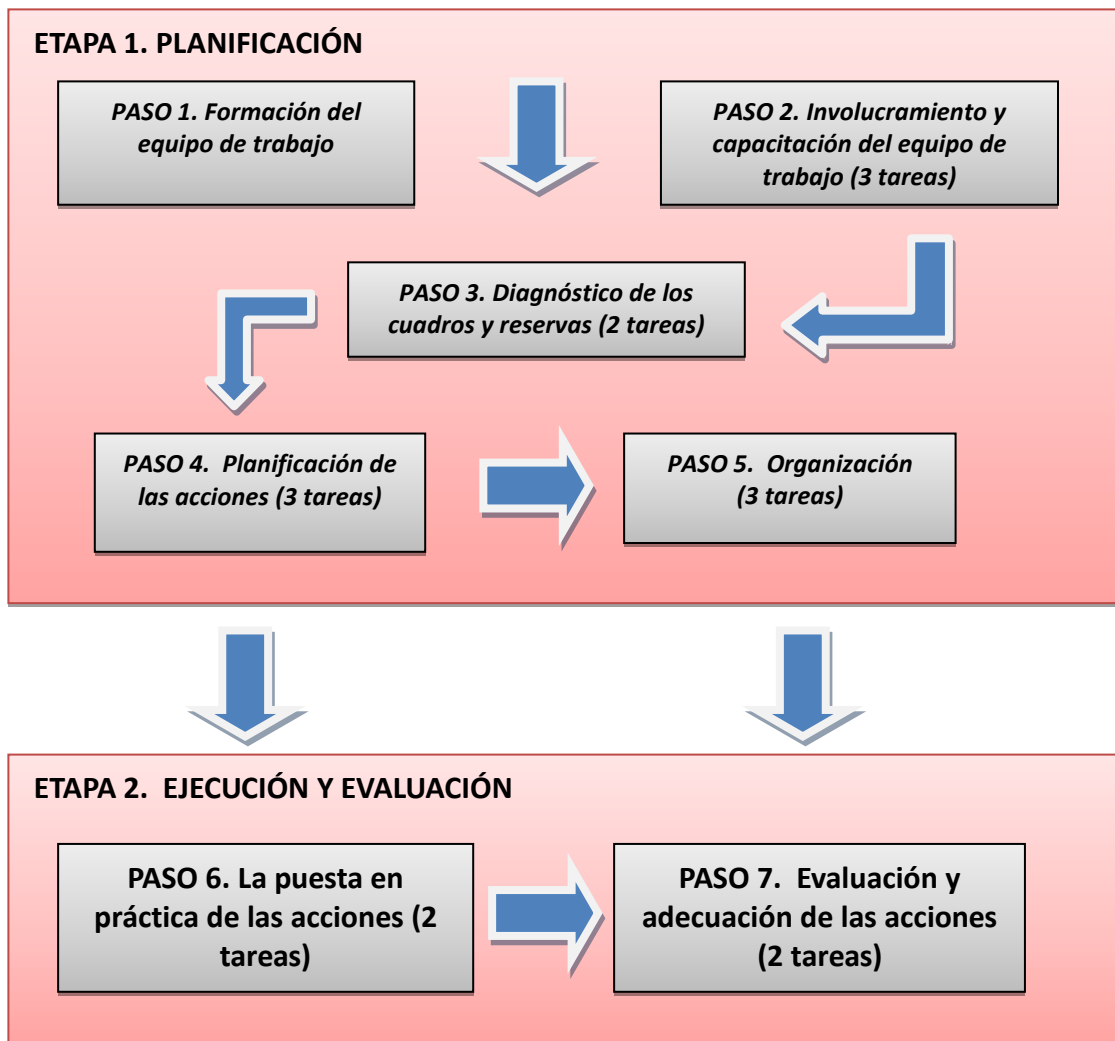 ETAPA 1. PLANIFICACIÓN
PASO 1. Formación del
equipo de trabajo
PASO 2. Involucramiento y
capacitación del equipo de
trabajo (3 tareas)
PASO 3. Diagnóstico de los
cuadros y reservas (2 tareas)
PASO 4.  Planificación de
las acciones (3 tareas)
PASO 5.  Organización
(3 tareas)
ETAPA 2.  EJECUCIÓN Y EVALUACIÓN
PASO 6. La puesta en
práctica de las acciones (2
tareas)
PASO 7.  Evaluación y
adecuación de las acciones
(2 tareas)